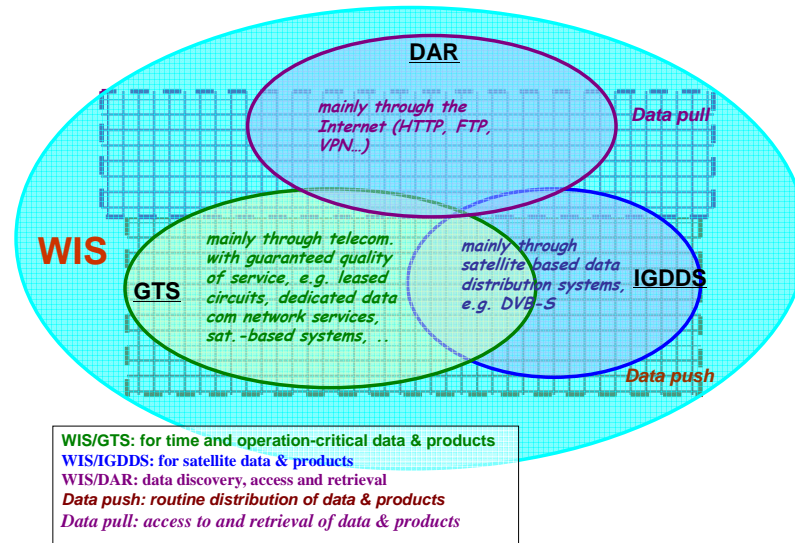 DAR
mainly through the
Internet (HTTP, FTP,
VPN...)
Data pull
WIS
GTS
mainly through telecom.
with guaranteed quality
of service, e.g. leased
circuits, dedicated data
com network services,
sat.-based systems, ..
mainly through
satellite based data
distribution systems,
e.g. DVB-S
IGDDS
Data push
WIS/GTS: for time and operation-critical data & products
WIS/IGDDS: for satellite data & products
WIS/DAR: data discovery, access and retrieval
Data push: routine distribution of data & products
Data pull: access to and retrieval of data & products